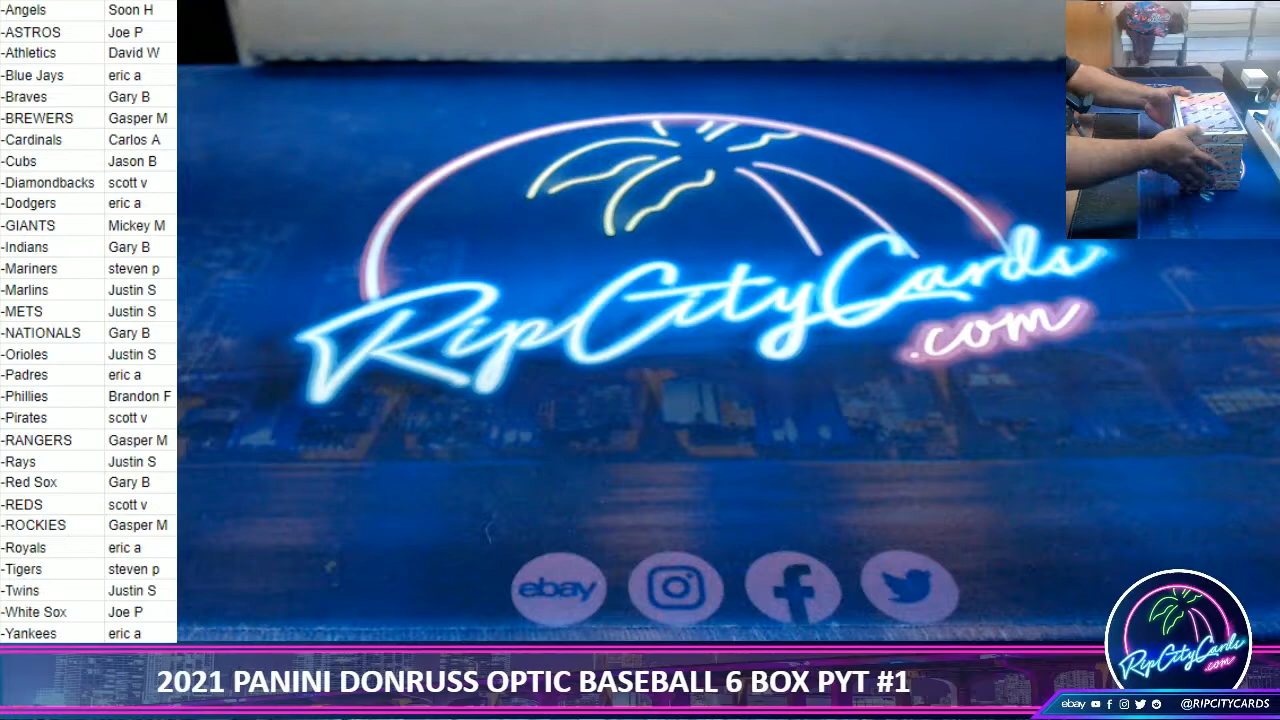 -Angels Soon H
-ASTROS Joe P
-Athletics David W
-Blue Jays eric a
-Braves Gary B
-BREWERS Gasper M
-Cardinals Carlos A
-Cubs Jason B
-Diamondbacks scott v
-Dodgers eric a
-GIANTS Mickey M
-Indians Gary B
-Mariners steven p
-Marlins Justin S
-METS Justin S
-NATIONALS Gary B
-Orioles Justin S
-Padres eric a
-Phillies Brandon F
-Pirates scott v
-RANGERS Gasper M
-Rays Justin S
-Red Sox Gary B
-REDS scott v
-ROCKIES Gasper M
-Royals eric a
-Tigers steven p
-Twins Justin S
-White Sox Joe P
-Yankees eric a
RipCityCards
.com
ebay
RipCityCards
.com
2021 PANINI DONRUSS OPTIC BASEBALL 6 BOX PYT #1
ebay @RIPCITYCARDS